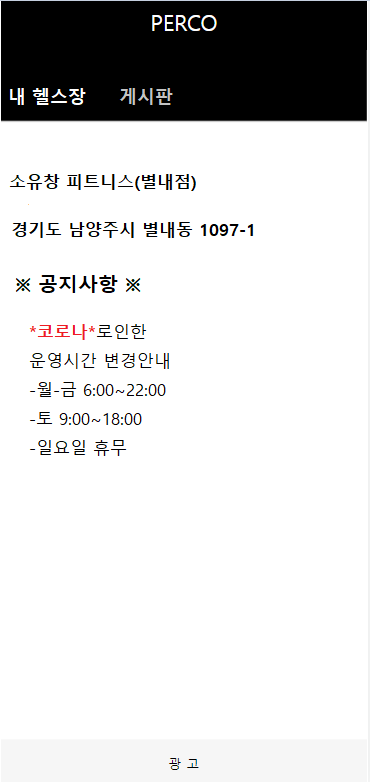 PERCO
내 헬스장 게시판
소유창 피트니스(별내점)
경기도 남양주시 별내동 1097-1
※ 공지사항 ※
*코로나*로인한
운영시간 변경안내
-월-금 6:00~22:00
-토 9:00~18:00
-일요일 휴무
광 고